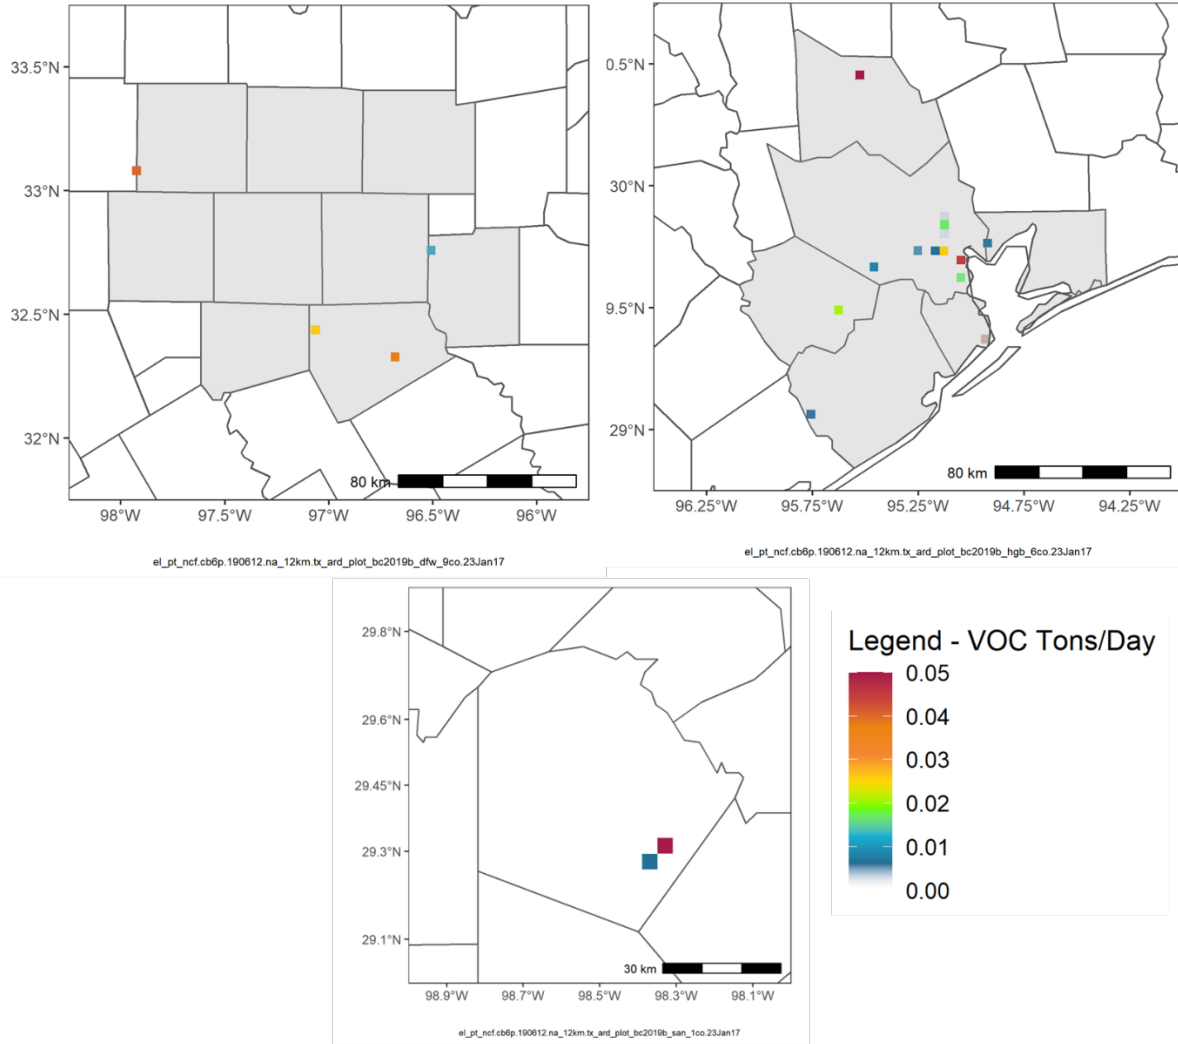 33.5°N
33°N
32.5°N
32°N
80 km
98°W 97.5°W 97°W 96.5°W 96°W
el_pt_ncf.cb6p.190612.na_12km.tx_ard_plot_bc2019b_dfw_9co.23Jan17
0.5°N
30°N
9.5°N
29°N
80 km
96.25°W 95.75°W 95.25°W 94.75°W 94.25°W
el_pt_ncf.cb6p.190612.na_12km.tx_ard_plot_bc2019b_hgb_6co.23Jan17
29.8°N
29.6°N
29.45°N
29.3°N
29.1°N
30 km
98.9°W 98.7°W 98.5°W 98.3°W 98.1°W
el_pt_ncf.cb6p.190612.na_12km.tx_ard_plot_bc2019b_san_1co.23Jan17
Legend - VOC Tons/Day
0.05
0.04
0.03
0.02
0.01
0.00